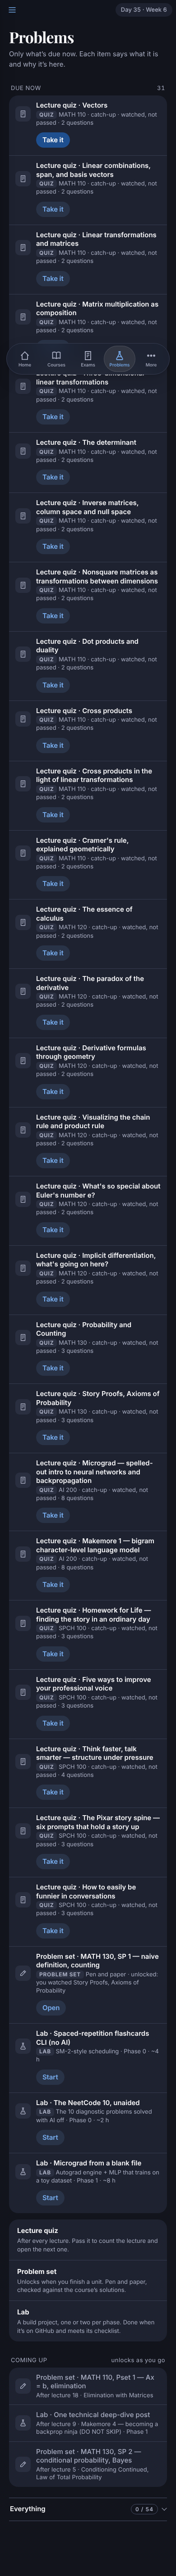 Day 35 · Week 6
Problems
Only what's due now. Each item says what it is
and why it's here.
DUE NOW 31
Lecture quiz · Vectors
QUIZ MATH 110 · catch-up · watched, not
passed · 2 questions
Take it
Lecture quiz · Linear combinations,
span, and basis vectors
QUIZ MATH 110 · catch-up · watched, not
passed · 2 questions
Take it
Lecture quiz · Linear transformations
and matrices
QUIZ MATH 110 · catch-up · watched, not
passed · 2 questions
Take it
Lecture quiz · Matrix multiplication as
composition
QUIZ MATH 110 · catch-up · watched, not
passed · 2 questions
Home
Courses
Exams
Problems
More
linear transformations
QUIZ MATH 110 · catch-up · watched, not
passed · 2 questions
Take it
Lecture quiz · The determinant
QUIZ MATH 110 · catch-up · watched, not
passed · 2 questions
Take it
Lecture quiz · Inverse matrices,
column space and null space
QUIZ MATH 110 · catch-up · watched, not
passed · 2 questions
Take it
Lecture quiz · Nonsquare matrices as
transformations between dimensions
QUIZ MATH 110 · catch-up · watched, not
passed · 2 questions
Take it
Lecture quiz · Dot products and
duality
QUIZ MATH 110 · catch-up · watched, not
passed · 2 questions
Take it
Lecture quiz · Cross products
QUIZ MATH 110 · catch-up · watched, not
passed · 2 questions
Take it
Lecture quiz · Cross products in the
light of linear transformations
QUIZ MATH 110 · catch-up · watched, not
passed · 2 questions
Take it
Lecture quiz · Cramer's rule,
explained geometrically
QUIZ MATH 110 · catch-up · watched, not
passed · 2 questions
Take it
Lecture quiz · The essence of
calculus
QUIZ MATH 120 · catch-up · watched, not
passed · 2 questions
Take it
Lecture quiz · The paradox of the
derivative
QUIZ MATH 120 · catch-up · watched, not
passed · 2 questions
Take it
Lecture quiz · Derivative formulas
through geometry
QUIZ MATH 120 · catch-up · watched, not
passed · 2 questions
Take it
Lecture quiz · Visualizing the chain
rule and product rule
QUIZ MATH 120 · catch-up · watched, not
passed · 2 questions
Take it
Lecture quiz · What's so special about
Euler's number e?
QUIZ MATH 120 · catch-up · watched, not
passed · 2 questions
Take it
Lecture quiz · Implicit differentiation,
what's going on here?
QUIZ MATH 120 · catch-up · watched, not
passed · 2 questions
Take it
Lecture quiz · Probability and
Counting
QUIZ MATH 130 · catch-up · watched, not
passed · 3 questions
Take it
Lecture quiz · Story Proofs, Axioms of
Probability
QUIZ MATH 130 · catch-up · watched, not
passed · 3 questions
Take it
Lecture quiz · Micrograd — spelled-
out intro to neural networks and
backpropagation
QUIZ AI 200 · catch-up · watched, not
passed · 8 questions
Take it
Lecture quiz · Makemore 1 — bigram
character-level language model
QUIZ AI 200 · catch-up · watched, not
passed · 8 questions
Take it
Lecture quiz · Homework for Life —
finding the story in an ordinary day
QUIZ SPCH 100 · catch-up · watched, not
passed · 3 questions
Take it
Lecture quiz · Five ways to improve
your professional voice
QUIZ SPCH 100 · catch-up · watched, not
passed · 3 questions
Take it
Lecture quiz · Think faster, talk
smarter — structure under pressure
QUIZ SPCH 100 · catch-up · watched, not
passed · 4 questions
Take it
Lecture quiz · The Pixar story spine —
six prompts that hold a story up
QUIZ SPCH 100 · catch-up · watched, not
passed · 3 questions
Take it
Lecture quiz · How to easily be
funnier in conversations
QUIZ SPCH 100 · catch-up · watched, not
passed · 3 questions
Take it
Problem set · MATH 130, SP 1 — naive
definition, counting
PROBLEM SET Pen and paper · unlocked:
you watched Story Proofs, Axioms of
Probability
Open
Lab · Spaced-repetition flashcards
CLI (no AI)
LAB SM-2-style scheduling · Phase 0 · ~4
h
Start
Lab · The NeetCode 10, unaided
LAB The 10 diagnostic problems solved
with AI off · Phase 0 · ~2 h
Start
Lab · Micrograd from a blank file
LAB Autograd engine + MLP that trains on
a toy dataset · Phase 1 · ~8 h
Start
Lecture quiz
After every lecture. Pass it to count the lecture and
open the next one.
Problem set
Unlocks when you finish a unit. Pen and paper,
checked against the course's solutions.
Lab
A build project, one or two per phase. Done when
it's on GitHub and meets its checklist.
COMING UP unlocks as you go
Problem set · MATH 110, Pset 1 — Ax
= b, elimination
After lecture 18 · Elimination with Matrices
Lab · One technical deep-dive post
After lecture 9 · Makemore 4 — becoming a
backprop ninja (DO NOT SKIP) · Phase 1
Problem set · MATH 130, SP 2 —
conditional probability, Bayes
After lecture 5 · Conditioning Continued,
Law of Total Probability
Everything 0 / 54